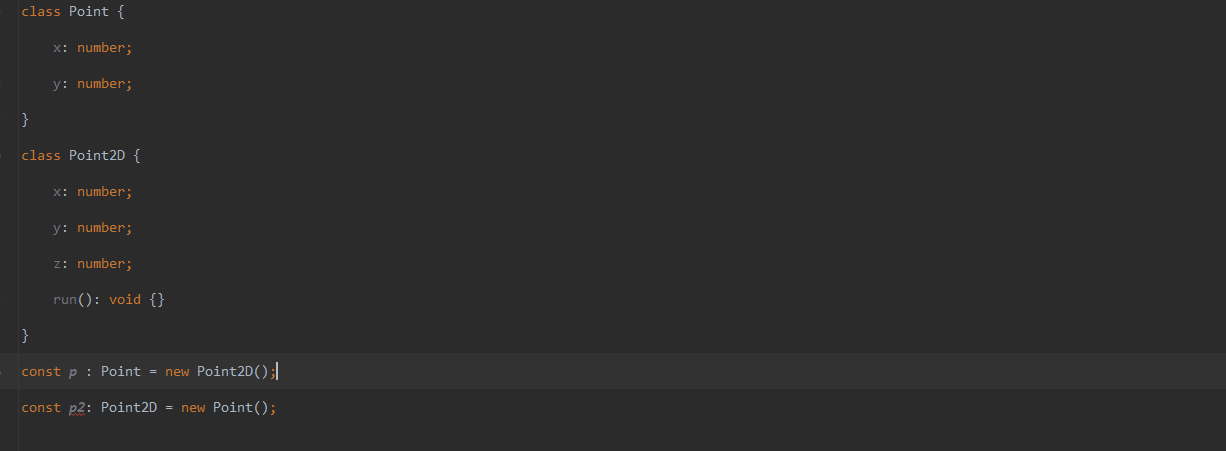 class Point {
x: number;
y: number;
}
class Point2D {
x: number;
y: number;
z: number;
run(): void {}
}
const p : Point = new Point2D();
const p2: Point2D = new Point();